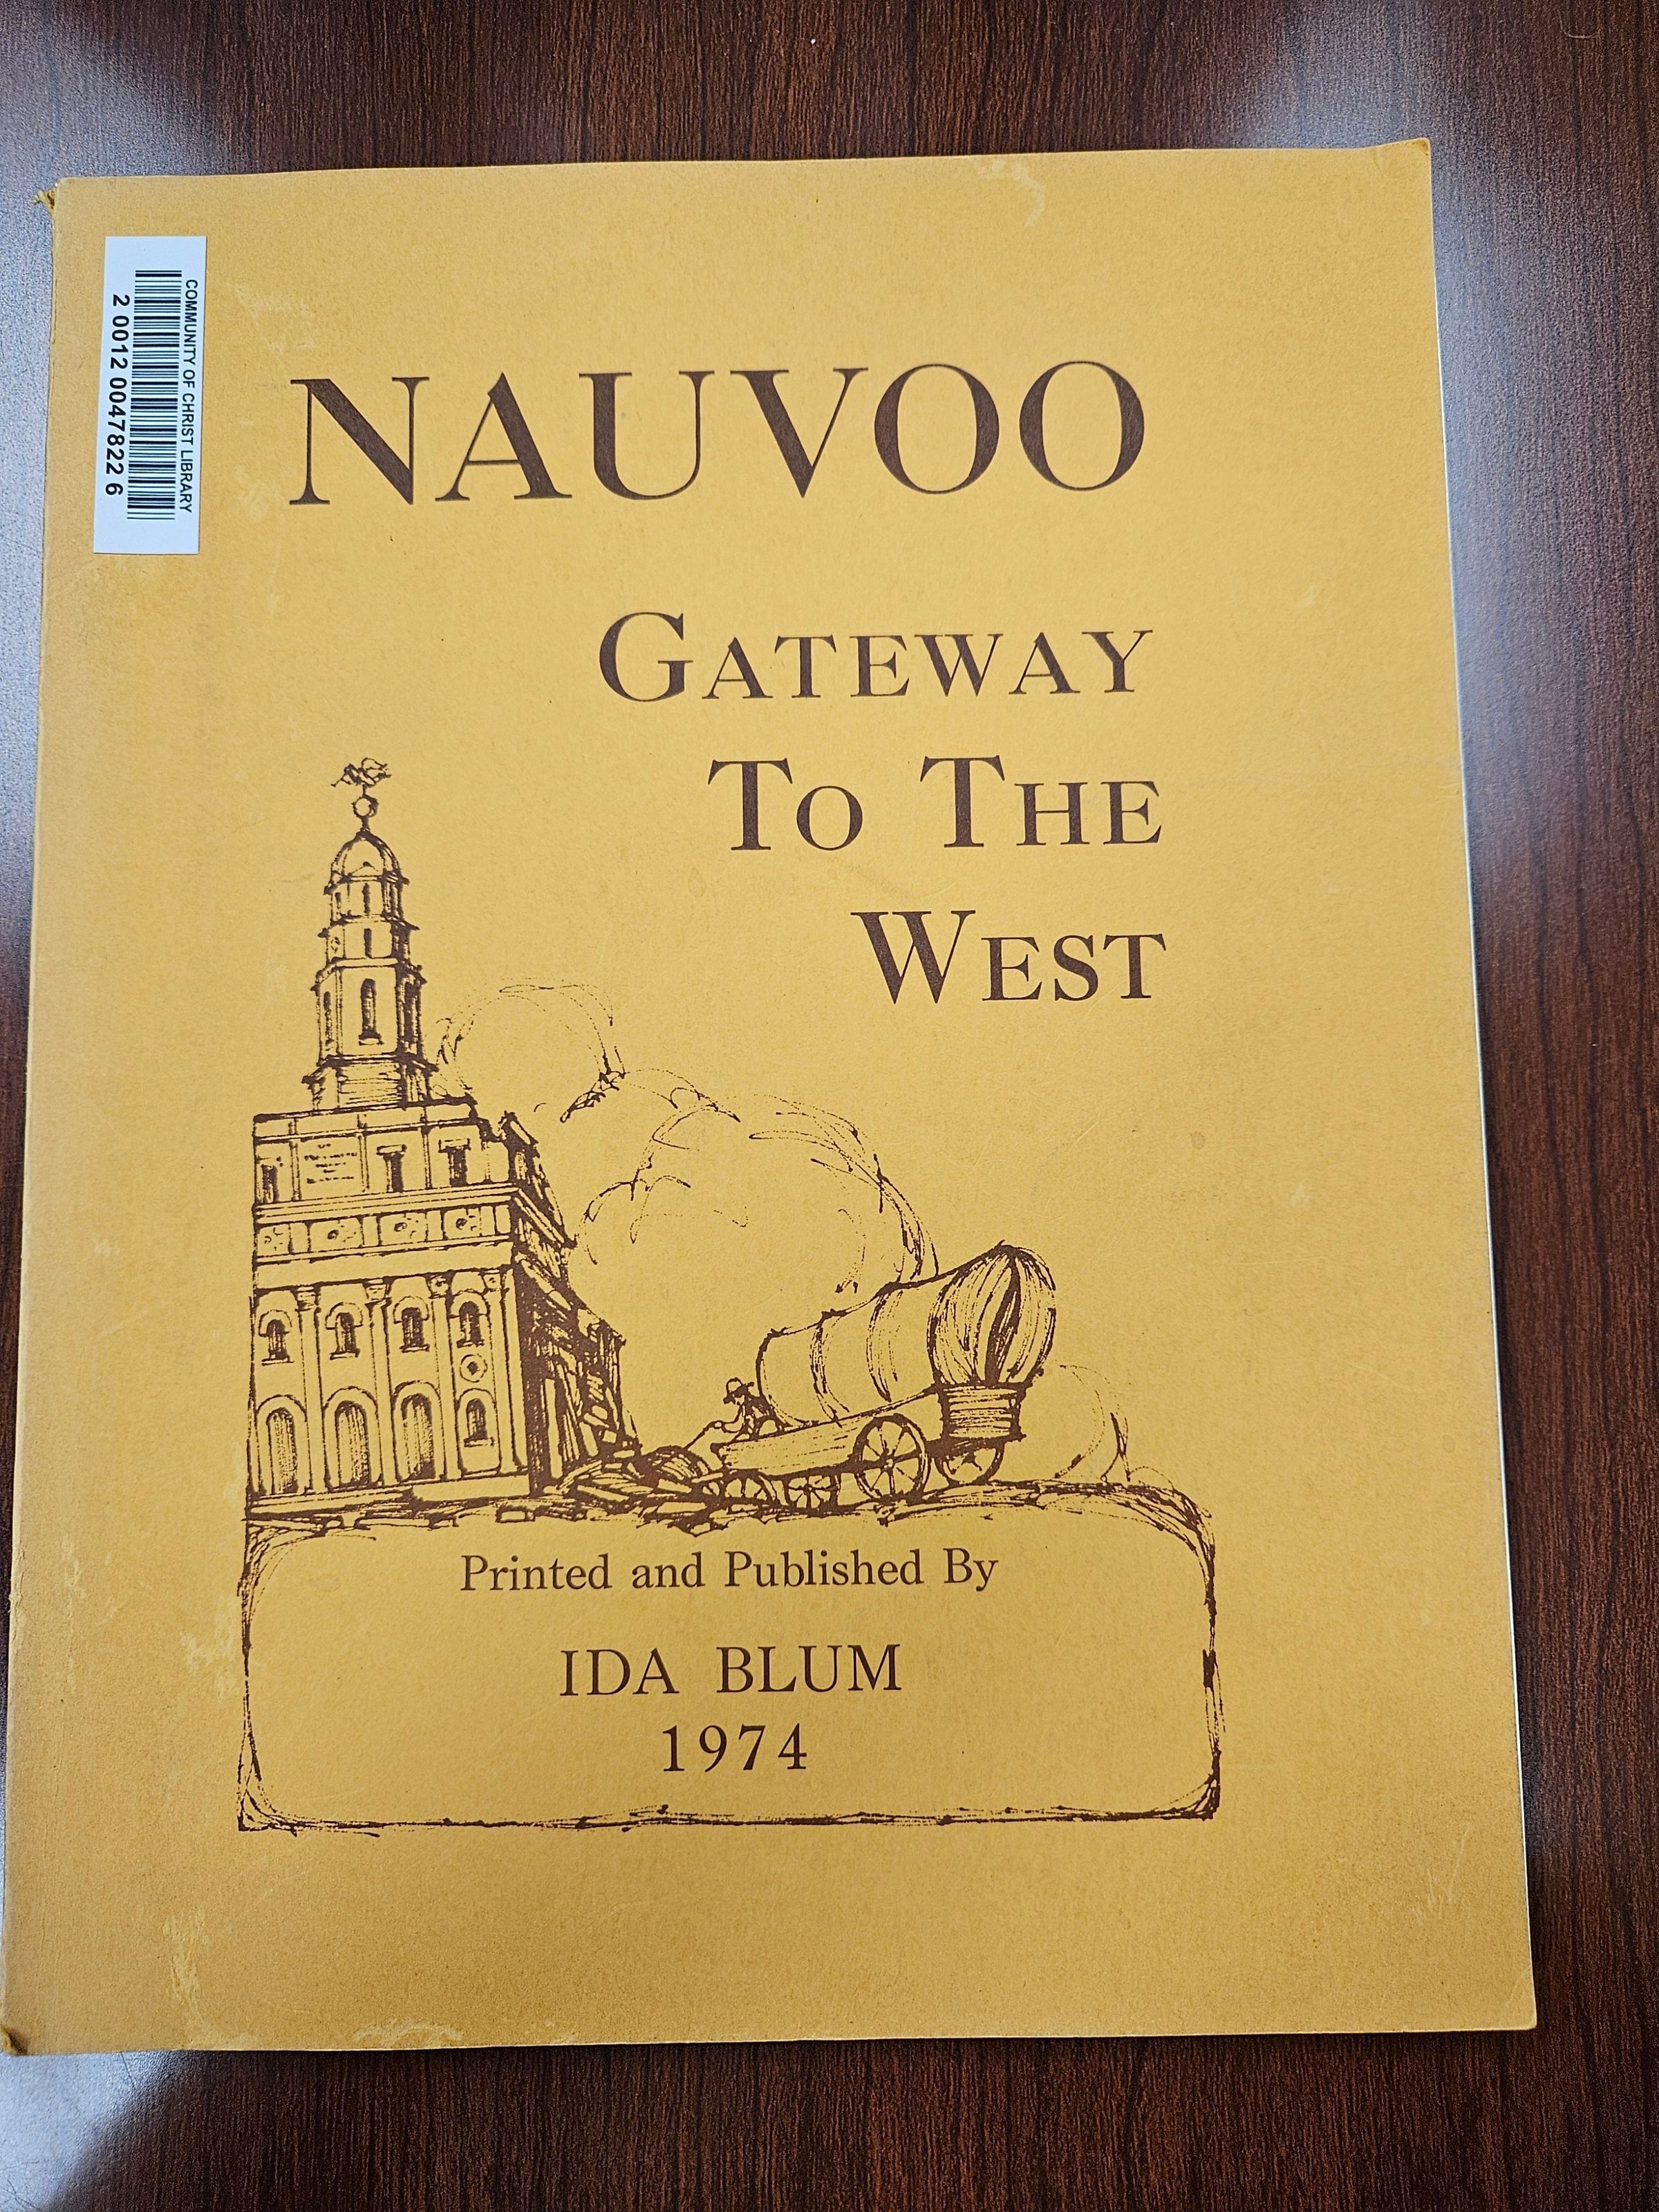 COMMUNITY OF CHRIST LIBRARY
2 0012 0047822 6
NAUVOO
GATEWAY
TO THE
WEST
Printed and Published By
IDA BLUM
1974